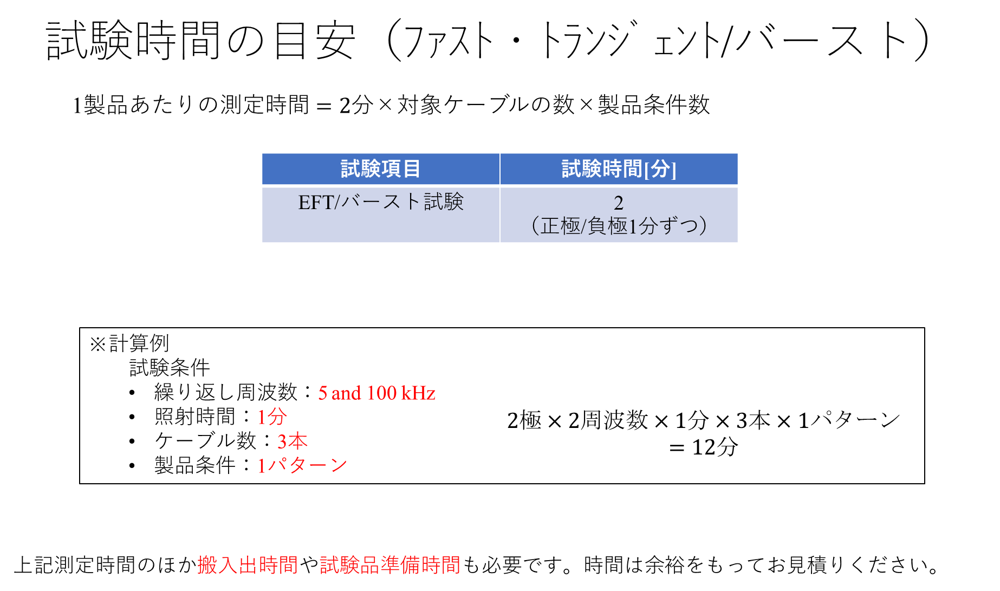 試験時間の目安（ﾌｧｽﾄ・ﾄﾗﾝｼﾞｪﾝﾄ/バースト）
1製品あたりの測定時間 = 2分×対象ケーブルの数×製品条件数
試験項目 試験時間[分]
EFT/バースト試験 2
（正極/負極1分ずつ）
※計算例
試験条件
• 繰り返し周波数：5 and 100 kHz
• 照射時間：1分
• ケーブル数：3本
• 製品条件：1パターン
2極 × 2周波数 × 1分 × 3本 × 1パターン
= 12分
上記測定時間のほか搬入出時間や試験品準備時間も必要です。時間は余裕をもってお見積りください。